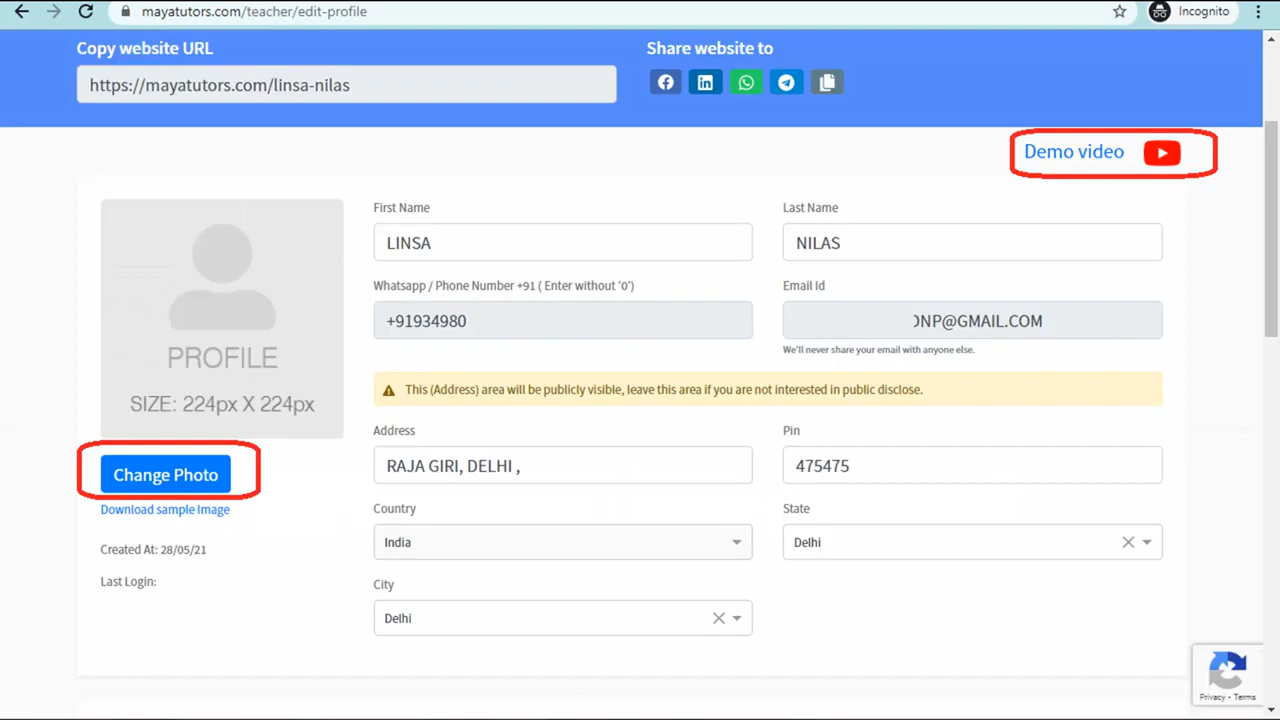 mayatutors.com/teacher/edit-profile
Incognito
Copy website URL
Share website to
https://mayatutors.com/linsa-nilas
Demo video
First Name
Last Name
LINSA
NILAS
Whatsapp / Phone Number +91 ( Enter without '0')
Email Id
+91934980
NP@GMAIL.COM
We'll never share your email with anyone else.
PROFILE
SIZE: 224px X 224px
This (Address) area will be publicly visible, leave this area if you are not interested in public disclose.
Address
Pin
RAJA GIRI, DELHI ,
475475
Change Photo
Download sample Image
Country
State
India
Delhi
Created At: 28/05/21
Last Login:
City
Delhi
Privacy - Terms